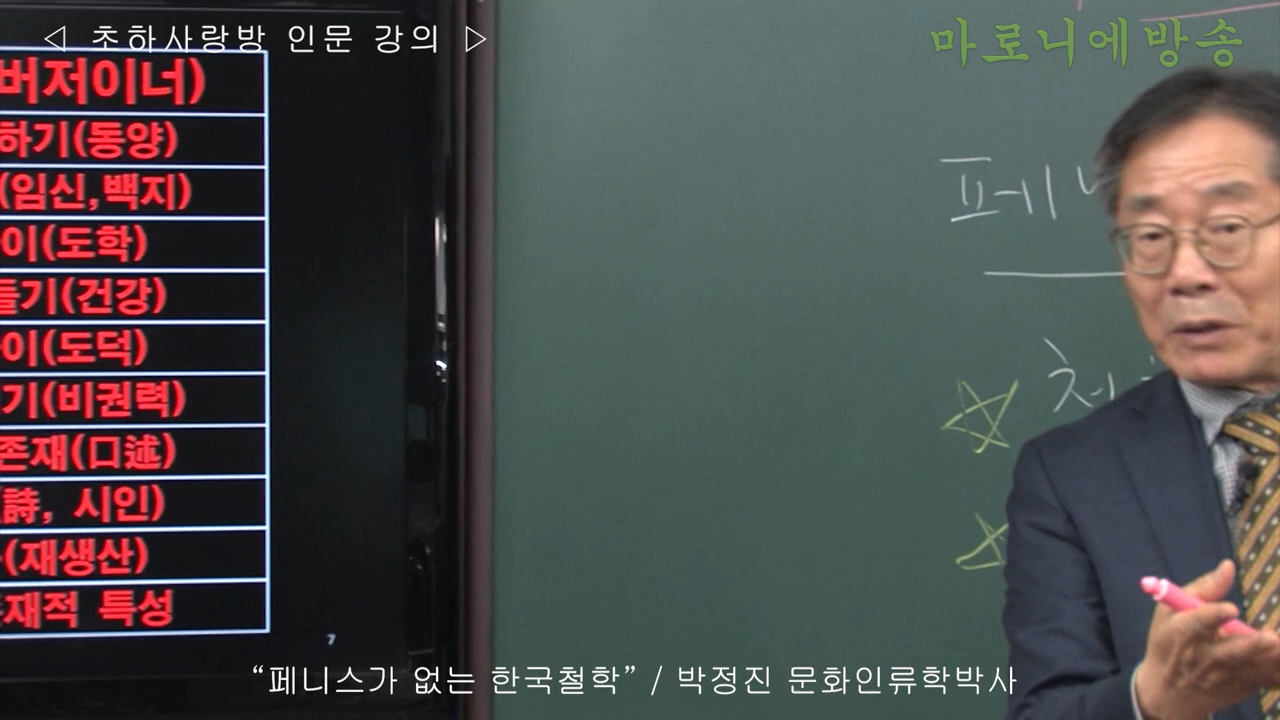 ◁ 초하사랑방 인문 강의 ▷
마로니에방송
버저이너)
하기(동양)
(임신,백지)
이(도학)
들기(건강)
이(도덕)
기(비권력)
존재(口述)
詩, 시인)
(재생산)
재적 특성
7
페니
“페니스가 없는 한국철학” / 박정진 문화인류학박사